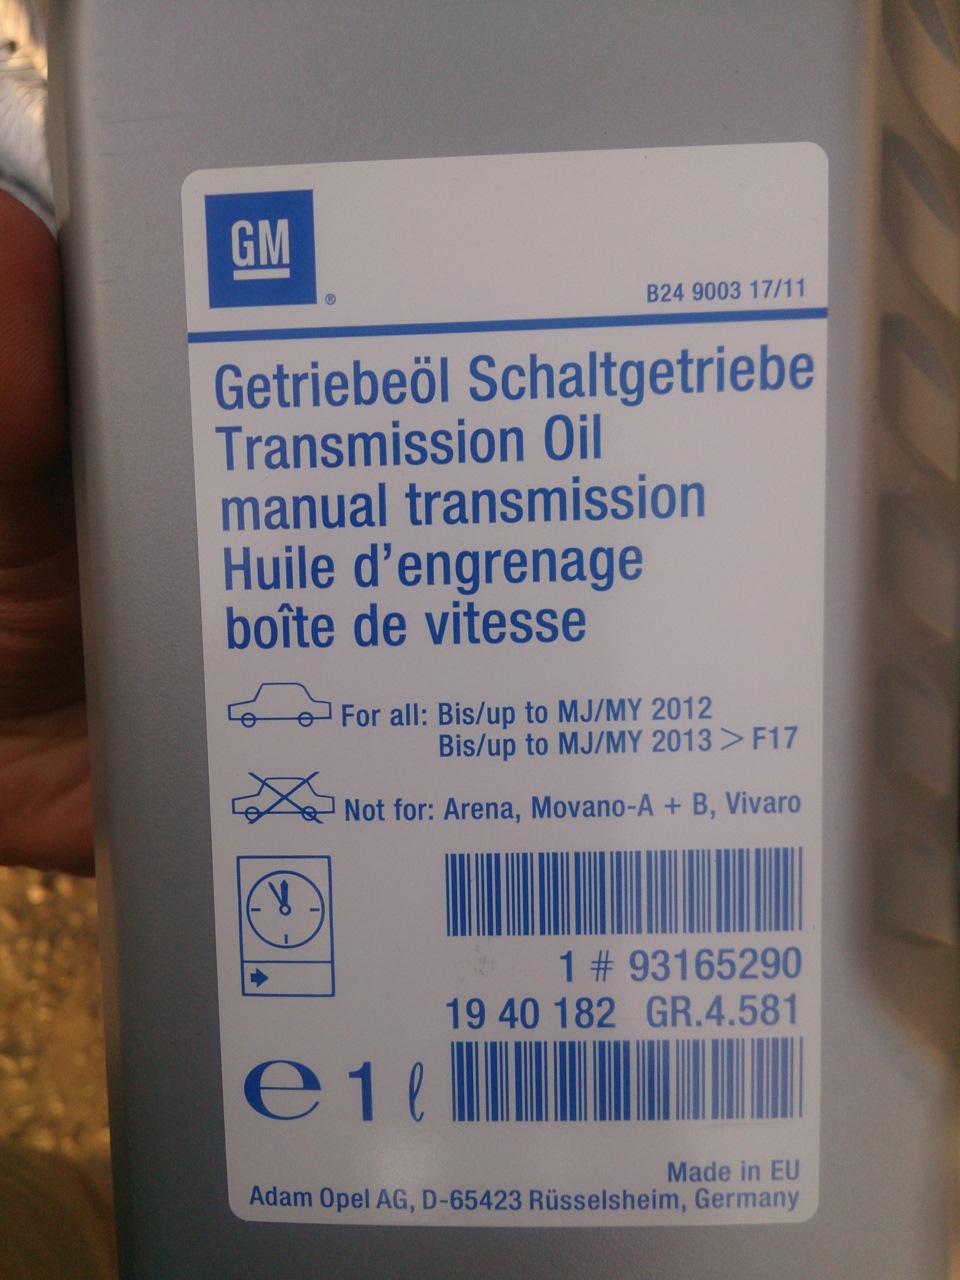 GM
®
B24 9003 17/11
Getriebeöl Schaltgetriebe
Transmission Oil
manual transmission
Huile d'engrenage
boîte de vitesse
For all: Bis/up to MJ/MY 2012
Bis/up to MJ/MY 2013 > F17
Not for: Arena, Movano-A + B, Vivaro
1 # 93165290
19 40 182 GR.4.581
e 1 ℓ
Made in EU
Adam Opel AG, D-65423 Rüsselsheim, Germany